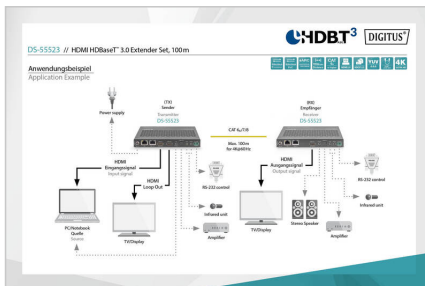 HDBT3
DIGITUS®
DS-55523 // HDMI HDBaseT™ 3.0 Extender Set, 100 m
4K
Anwendungsbeispiel
Application Example
Power supply
(TX)
Sender
Transmitter
DS-55523
CAT 6A/7/8
Max. 100m
for 4K@60Hz
(RX)
Empfänger
Receiver
DS-55523
HDMI
Eingangssignal
Input signal
HDMI
Loop Out
RS-232 control
Infrared unit
Amplifier
PC/Notebook
Quelle
Source
TV/Display
HDMI
Ausgangssignal
Output signal
TV/Display
Stereo Speaker
RS-232 control
Infrared unit
Amplifier